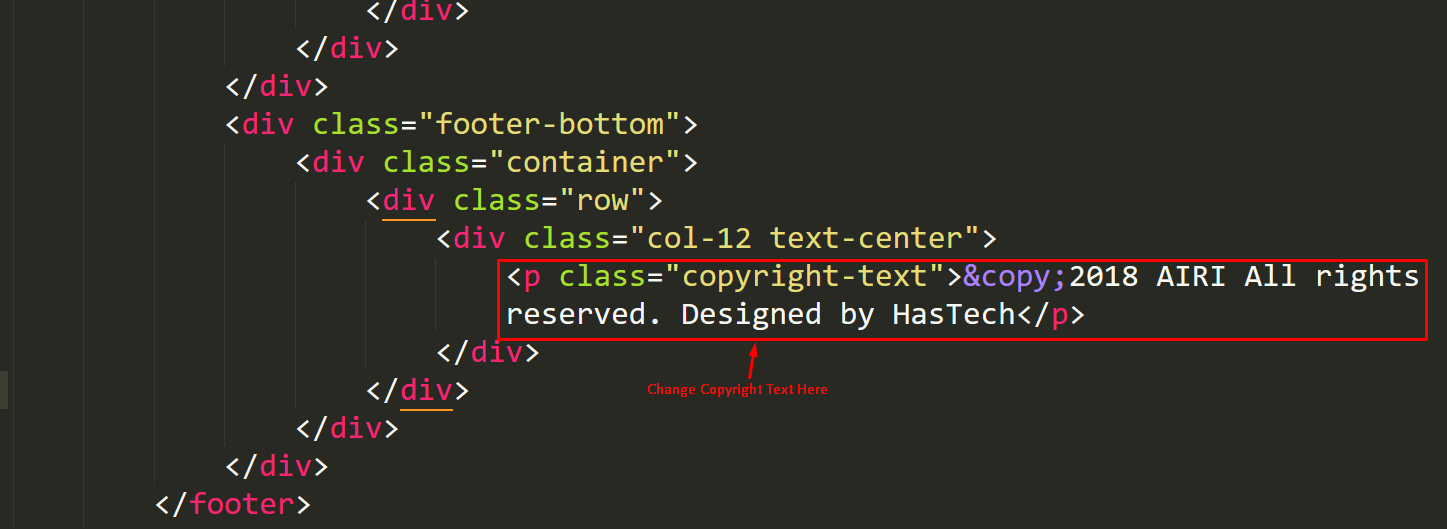 </div>
</div>
</div>
<div class="footer-bottom">
<div class="container">
<div class="row">
<div class="col-12 text-center">
<p class="copyright-text">&copy;2018 AIRI All rights
reserved. Designed by HasTech</p>
</div>
Change Copyright Text Here
</div>
</div>
</div>
</footer>